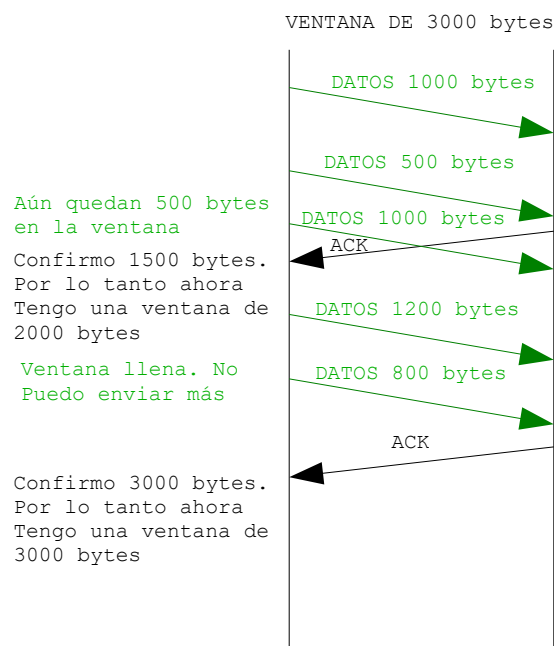 VENTANA DE 3000 bytes
DATOS 1000 bytes
DATOS 500 bytes
Aún quedan 500 bytes
en la ventana
DATOS 1000 bytes
ACK
Confirmo 1500 bytes.
Por lo tanto ahora
Tengo una ventana de
2000 bytes
DATOS 1200 bytes
Ventana llena. No
Puedo enviar más
DATOS 800 bytes
ACK
Confirmo 3000 bytes.
Por lo tanto ahora
Tengo una ventana de
3000 bytes